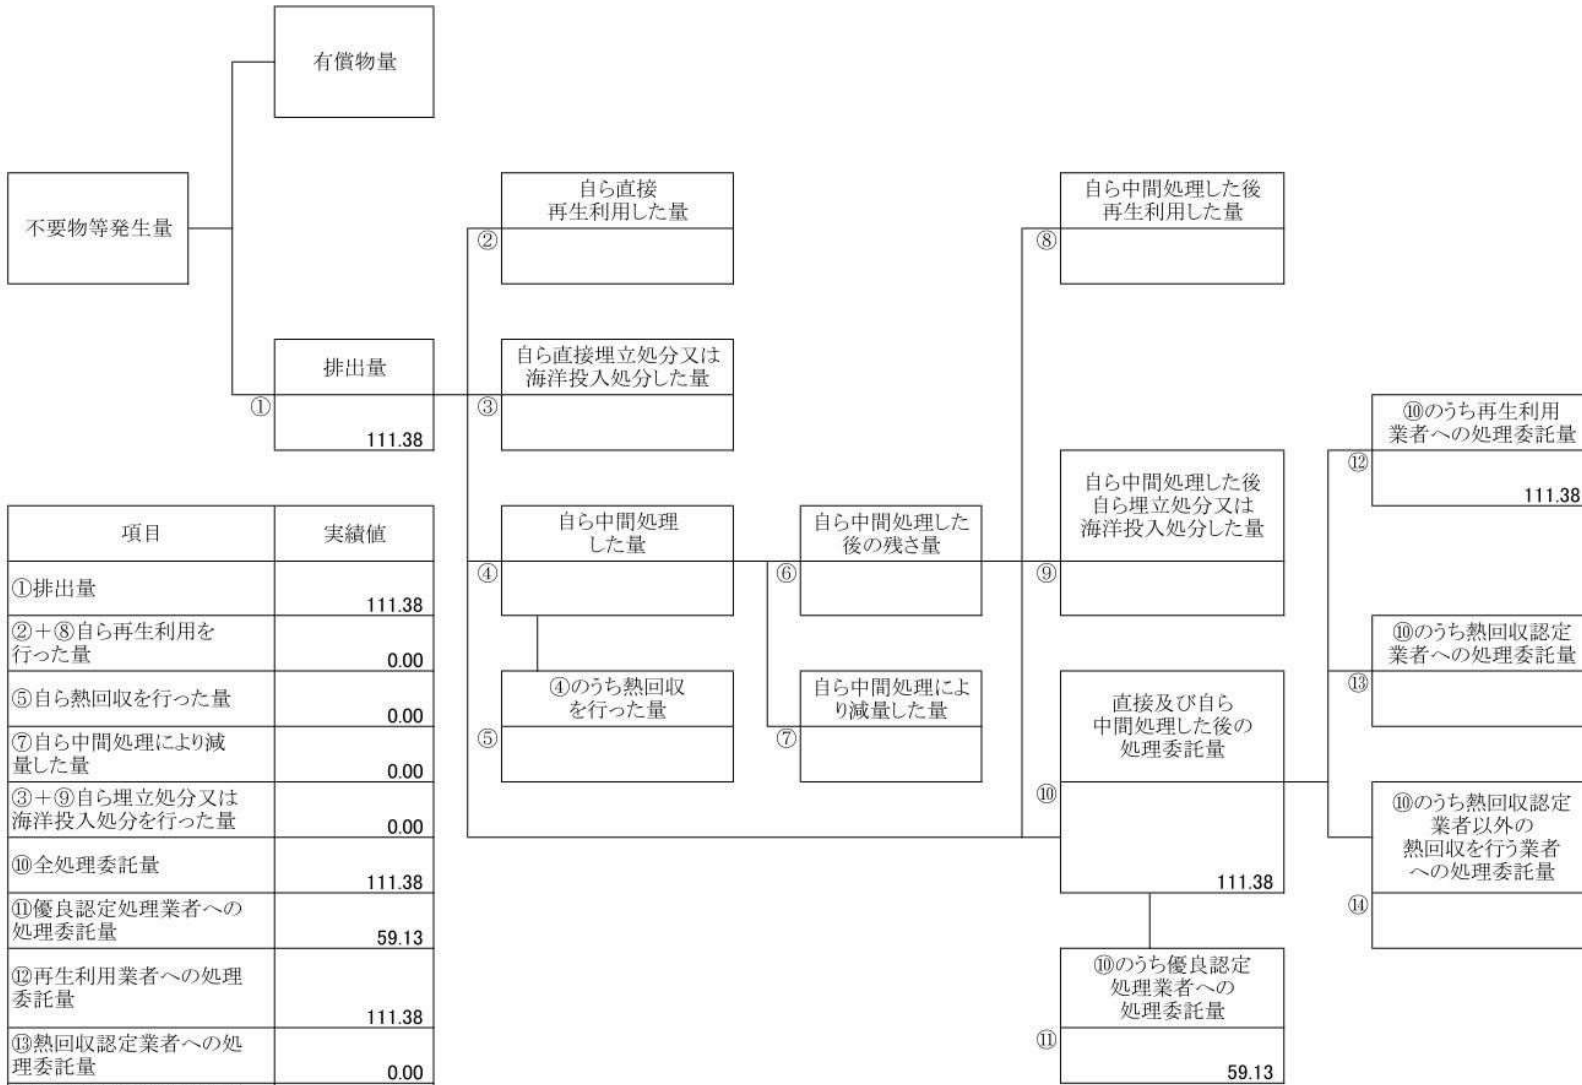 有償物量
不要物等発生量
自ら直接
再生利用した量
②
自ら中間処理した後
再生利用した量
⑧
排出量
①
111.38
自ら直接埋立処分又は
海洋投入処分した量
③
⑩のうち再生利用
業者への処理委託量
⑫
111.38
自ら中間処理
した量
④
自ら中間処理した
後の残さ量
⑥
自ら中間処理した後
自ら埋立処分又は
海洋投入処分した量
⑨
⑩のうち熱回収認定
業者への処理委託量
⑬
④のうち熱回収
を行った量
⑤
自ら中間処理によ
り減量した量
⑦
直接及び自ら
中間処理した後の
処理委託量
⑩
111.38
⑩のうち熱回収認定
業者以外の
熱回収を行う業者
への処理委託量
⑭
⑩のうち優良認定
処理業者への
処理委託量
⑪
59.13
項目 実績値
①排出量
111.38
②+⑧自ら再生利用を
行った量
0.00
⑤自ら熱回収を行った量
0.00
⑦自ら中間処理により減
量した量
0.00
③+⑨自ら埋立処分又は
海洋投入処分を行った量
0.00
⑩全処理委託量
111.38
⑪優良認定処理業者への
処理委託量
59.13
⑫再生利用業者への処理
委託量
111.38
⑬熱回収認定業者への処
理委託量
0.00